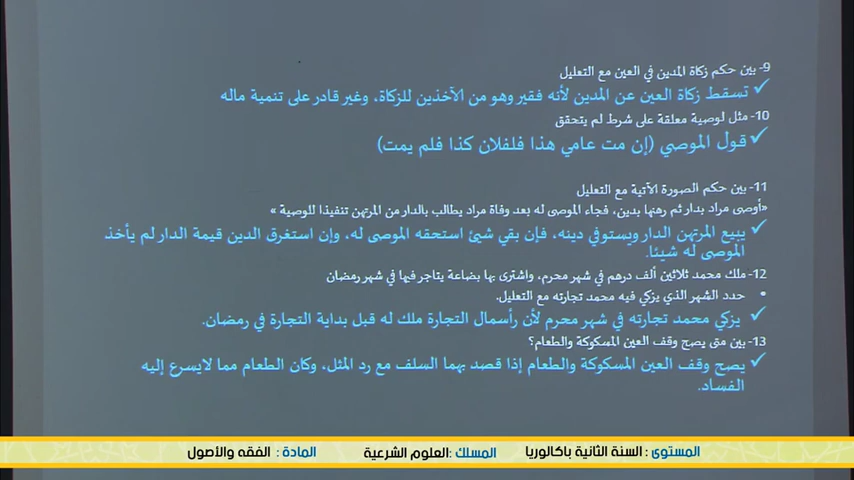 9- بين حكم زكاة المدين في العين مع التعليل
✓ تسقط زكاة العين عن المدين لأنه فقير وهو من الآخذين للزكاة، وغير قادر على تنمية ماله
10- مثل لوصية معلقة على شرط لم يتحقق
✓ قول الموصي (إن مت عامي هذا فلفلان كذا فلم يمت)
11- بين حكم الصورة الآتية مع التعليل
«أوصى مراد بدار ثم رهنها بدين، فجاء الموصى له بعد وفاة مراد يطالب بالدار من المرتهن تنفيذا للوصية »
✓ يبيع المرتهن الدار ويستوفي دينه، فإن بقي شيئ استحقه الموصى له، وإن استغرق الدين قيمة الدار لم يأخذ
الموصى له شيئا.
12- ملك محمد ثلاثين ألف درهم في شهر محرم، واشترى بها بضاعة يتاجر فيها في شهر رمضان
• حدد الشهر الذي يزكي فيه محمد تجارته مع التعليل.
✓ يزكي محمد تجارته في شهر محرم لأن رأسمال التجارة ملك له قبل بداية التجارة في رمضان.
13- بين متى يصح وقف العين المسكوكة والطعام؟
✓ يصح وقف العين المسكوكة والطعام إذا قصد بهما السلف مع رد المثل، وكان الطعام مما لايسرع إليه
الفساد.
المستوى : السنة الثانية باكالوريا المسلك :العلوم الشرعية المادة : الفقه والأصول